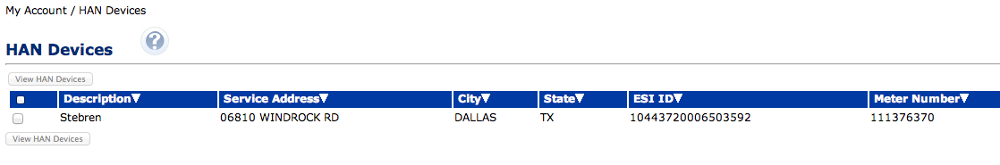 My Account / HAN Devices
HAN Devices ?
View HAN Devices
Description Service Address City State ESI ID Meter Number
Stebren 06810 WINDROCK RD DALLAS TX 10443720006503592 111376370
View HAN Devices